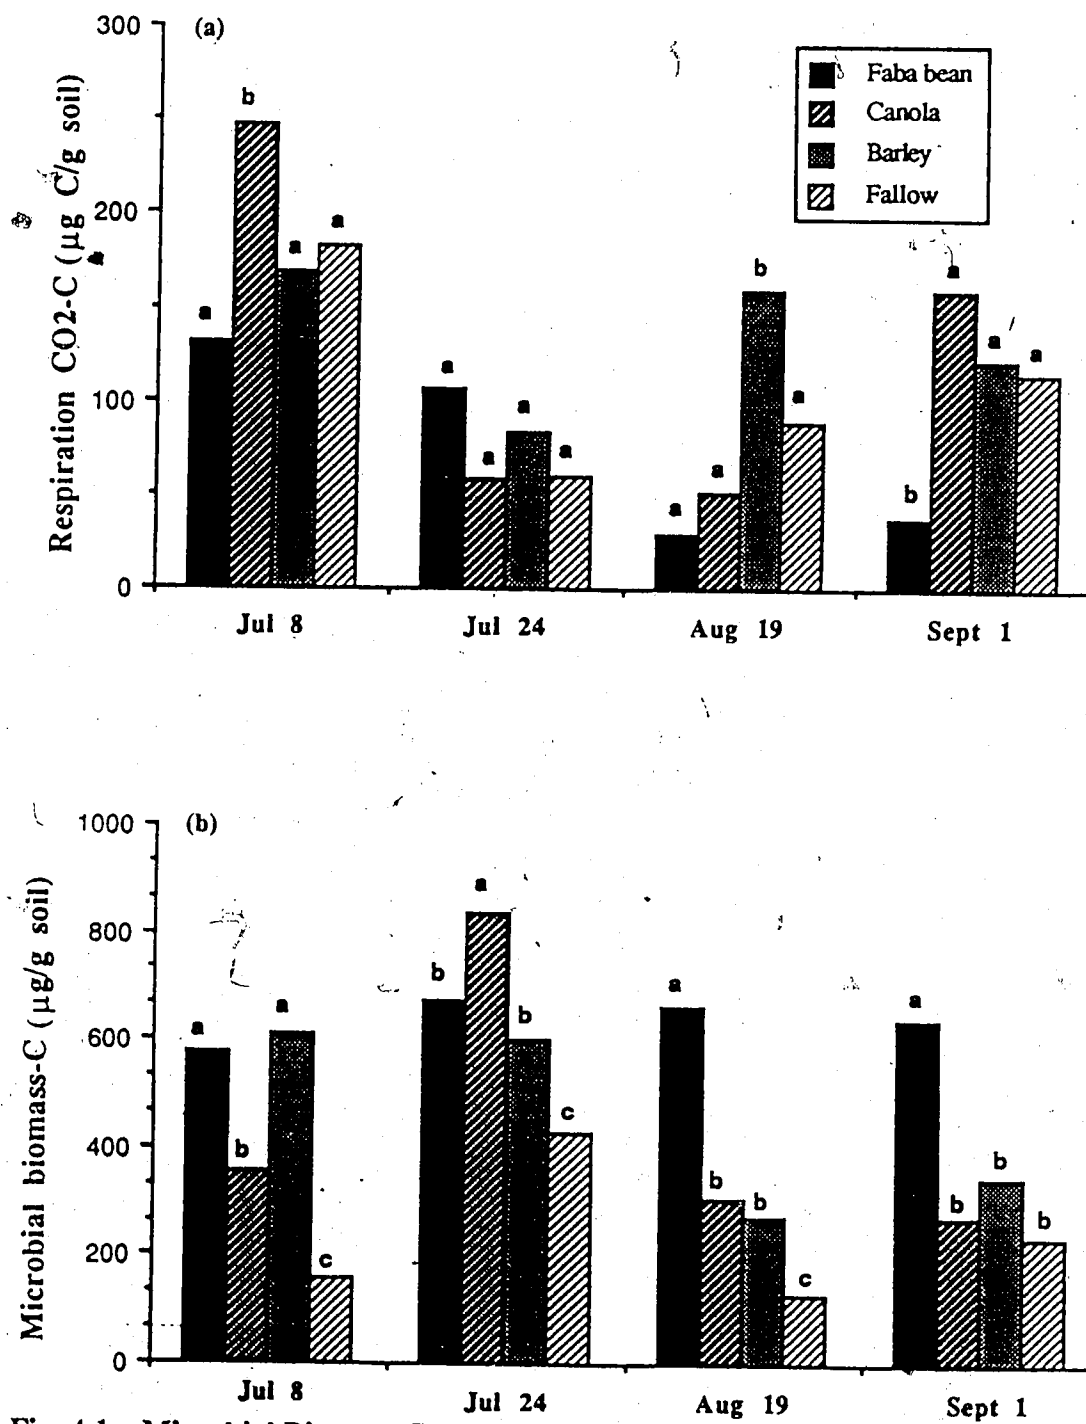 300
(a)
Faba bean
Canola
Barley
Fallow
b
a
a
a
200
100
0
Respiration CO2-C (µg C/g soil)
a
a
a
a
a
a
b
a
b
a
a
a
Jul 8
Jul 24
Aug 19
Sept 1
1000
(b)
800
600
400
200
0
Microbial biomass-C (µg/g soil)
a
b
a
c
b
a
b
c
a
b
b
c
a
b
b
b
Jul 8
Jul 24
Aug 19
Sept 1